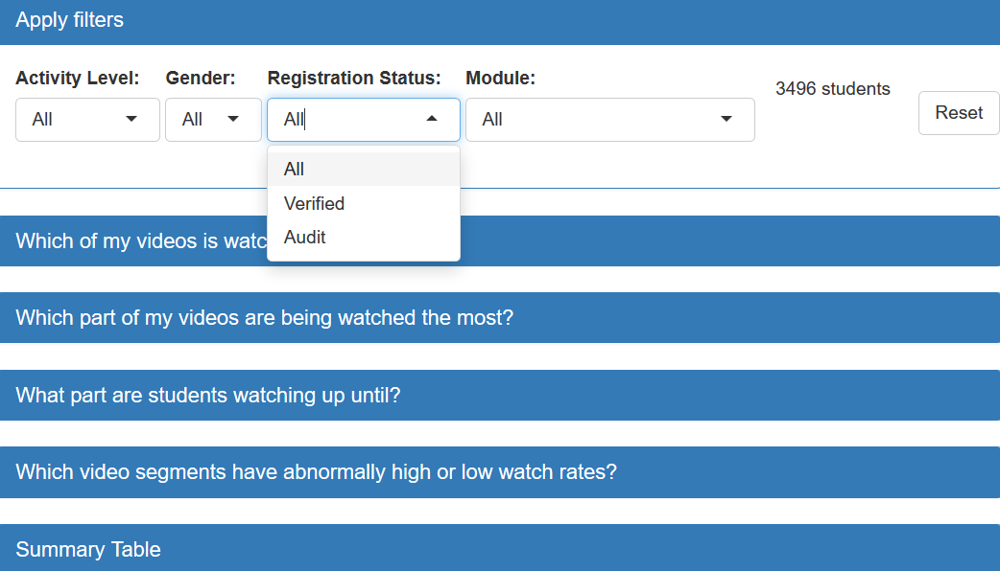 Apply filters
Activity Level: Gender: Registration Status: Module:
3496 students
All All All All
Reset
All
Verified
Audit
Which of my videos is watc
Which part of my videos are being watched the most?
What part are students watching up until?
Which video segments have abnormally high or low watch rates?
Summary Table